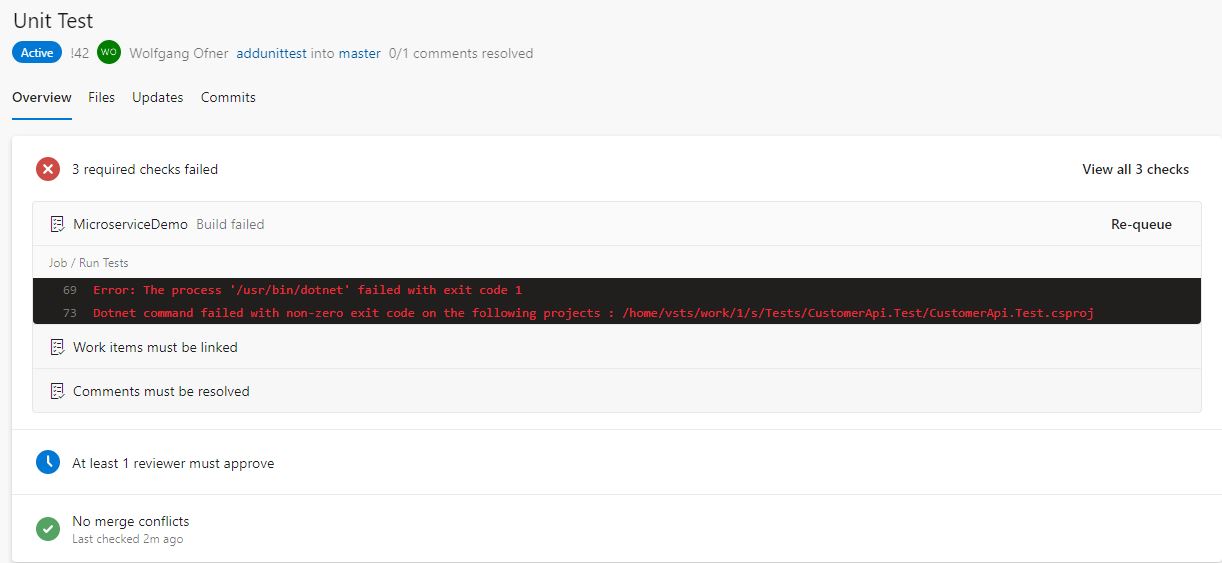 Unit Test
Active !42 WO Wolfgang Ofner addunittest into master 0/1 comments resolved
Overview Files Updates Commits
3 required checks failed View all 3 checks
MicroserviceDemo Build failed Re-queue
Job / Run Tests
69 Error: The process '/usr/bin/dotnet' failed with exit code 1
73 Dotnet command failed with non-zero exit code on the following projects : /home/vsts/work/1/s/Tests/CustomerApi.Test/CustomerApi.Test.csproj
Work items must be linked
Comments must be resolved
At least 1 reviewer must approve
No merge conflicts
Last checked 2m ago